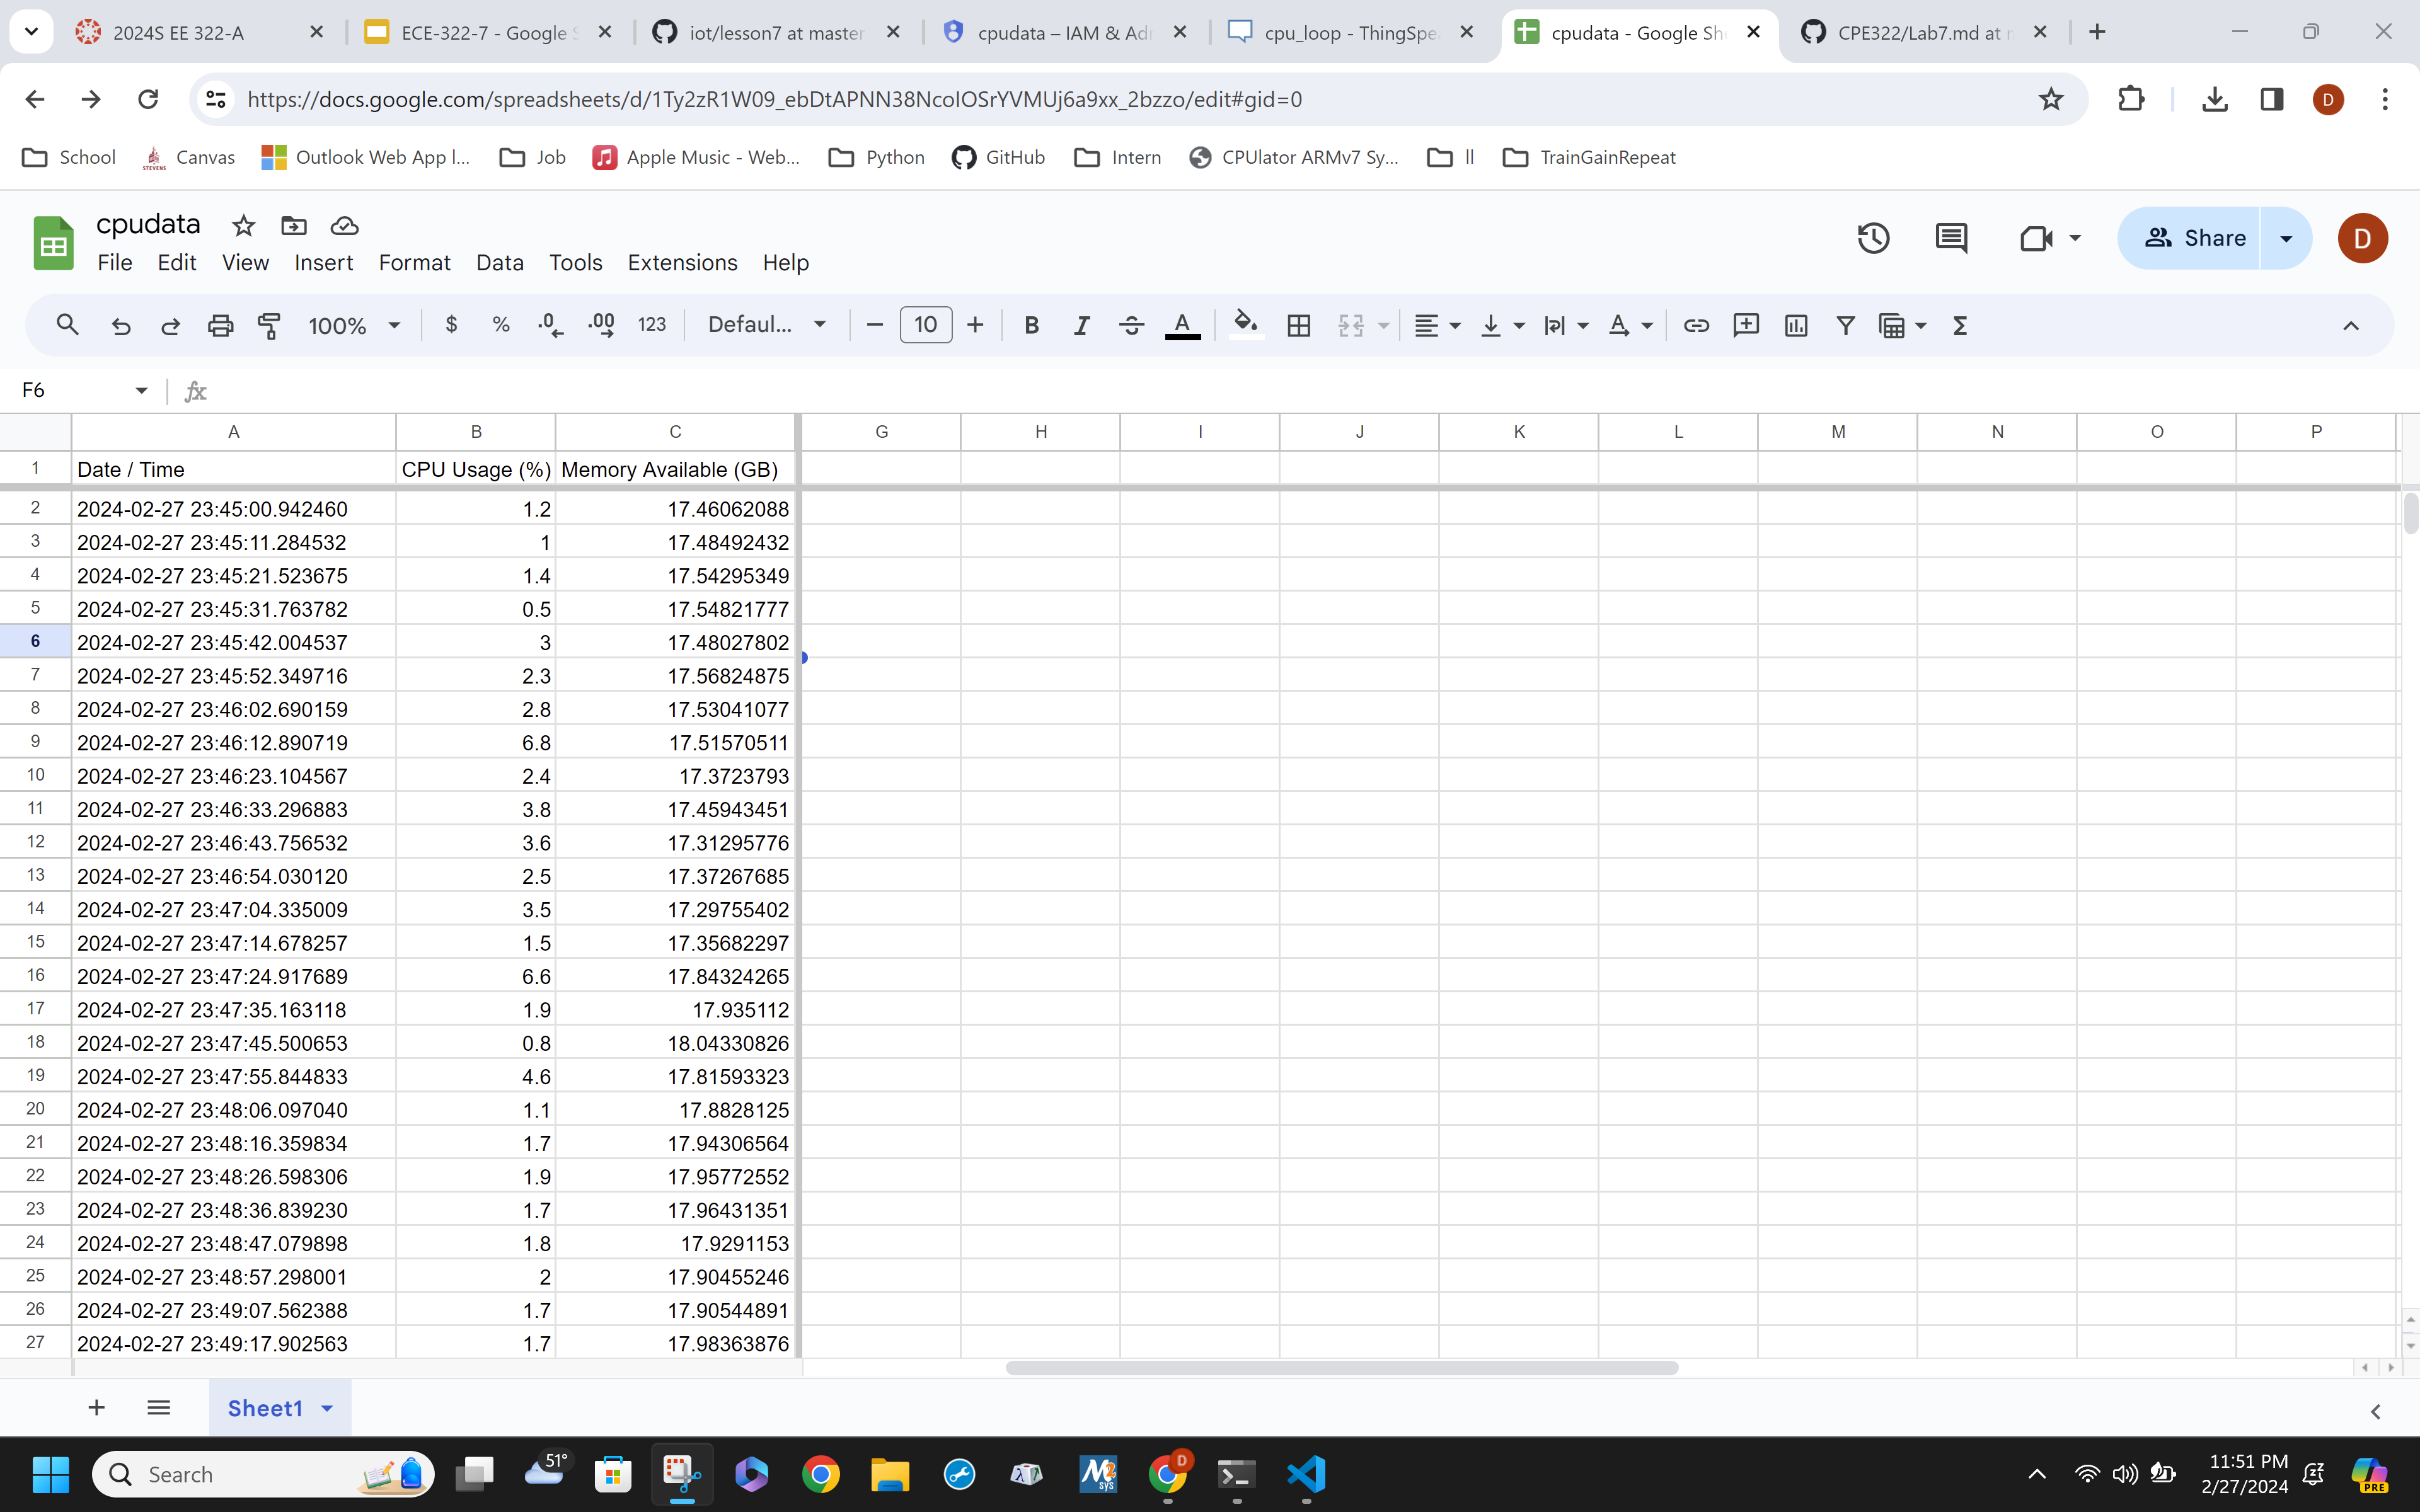 2024S EE 322-A
ECE-322-7 - Google S
iot/lesson7 at master
cpudata – IAM & Ad
cpu_loop - ThingSpe
cpudata - Google Sh
CPE322/Lab7.md at
https://docs.google.com/spreadsheets/d/1Ty2zR1W09_ebDtAPNN38NcoIOSrYVMUj6a9xx_2bzzo/edit#gid=0
D
School
Canvas
Outlook Web App l...
Job
Apple Music - Web...
Python
GitHub
Intern
CPUlator ARMv7 Sy...
ll
TrainGainRepeat
cpudata
Share
D
File Edit View Insert Format Data Tools Extensions Help
100% $ % .0 .00 123 Defaul... 10 B I A
F6 fx
A B C G H I J K L M N O P
1 Date / Time CPU Usage (%) Memory Available (GB)
2 2024-02-27 23:45:00.942460 1.2 17.46062088
3 2024-02-27 23:45:11.284532 1 17.48492432
4 2024-02-27 23:45:21.523675 1.4 17.54295349
5 2024-02-27 23:45:31.763782 0.5 17.54821777
6 2024-02-27 23:45:42.004537 3 17.48027802
7 2024-02-27 23:45:52.349716 2.3 17.56824875
8 2024-02-27 23:46:02.690159 2.8 17.53041077
9 2024-02-27 23:46:12.890719 6.8 17.51570511
10 2024-02-27 23:46:23.104567 2.4 17.3723793
11 2024-02-27 23:46:33.296883 3.8 17.45943451
12 2024-02-27 23:46:43.756532 3.6 17.31295776
13 2024-02-27 23:46:54.030120 2.5 17.37267685
14 2024-02-27 23:47:04.335009 3.5 17.29755402
15 2024-02-27 23:47:14.678257 1.5 17.35682297
16 2024-02-27 23:47:24.917689 6.6 17.84324265
17 2024-02-27 23:47:35.163118 1.9 17.935112
18 2024-02-27 23:47:45.500653 0.8 18.04330826
19 2024-02-27 23:47:55.844833 4.6 17.81593323
20 2024-02-27 23:48:06.097040 1.1 17.8828125
21 2024-02-27 23:48:16.359834 1.7 17.94306564
22 2024-02-27 23:48:26.598306 1.9 17.95772552
23 2024-02-27 23:48:36.839230 1.7 17.96431351
24 2024-02-27 23:48:47.079898 1.8 17.9291153
25 2024-02-27 23:48:57.298001 2 17.90455246
26 2024-02-27 23:49:07.562388 1.7 17.90544891
27 2024-02-27 23:49:17.902563 1.7 17.98363876
Sheet1
Search
51°
M2
sys
D
11:51 PM
2/27/2024
PRE